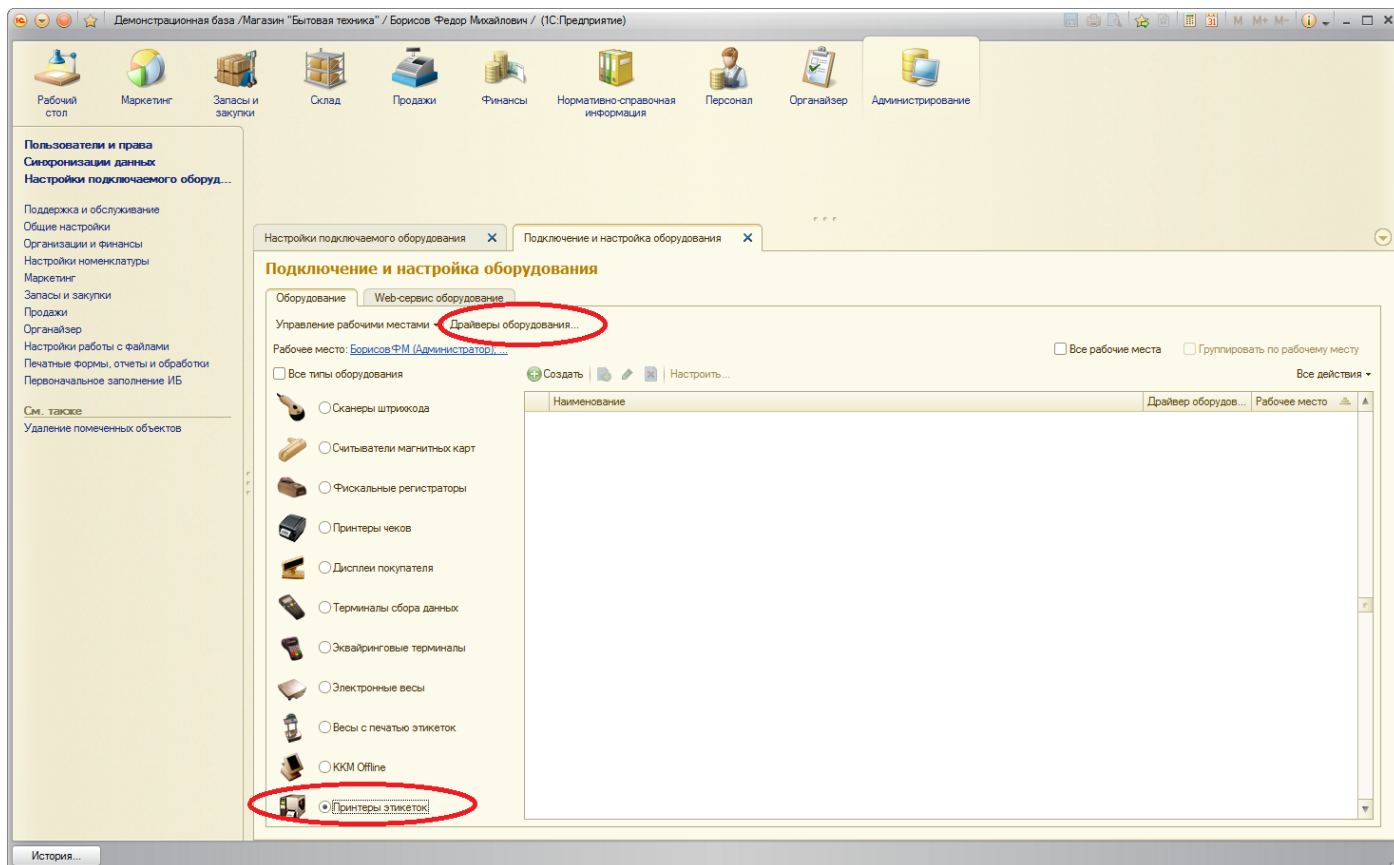 Демонстрационная база /Магазин "Бытовая техника" / Борисов Федор Михайлович / (1С:Предприятие)
M M+ M-
Рабочий стол
Маркетинг
Запасы и закупки
Склад
Продажи
Финансы
Нормативно-справочная информация
Персонал
Органайзер
Администрирование
Пользователи и права
Синхронизации данных
Настройки подключаемого оборуд...
Поддержка и обслуживание
Общие настройки
Организации и финансы
Настройки номенклатуры
Маркетинг
Запасы и закупки
Продажи
Органайзер
Настройки работы с файлами
Печатные формы, отчеты и обработки
Первоначальное заполнение ИБ
См. также
Удаление помеченных объектов
Настройки подключаемого оборудования
Подключение и настройка оборудования
Подключение и настройка оборудования
Оборудование
Web-сервис оборудование
Управление рабочими местами
Драйверы оборудования...
Рабочее место: БорисовФМ (Администратор); ...
Все рабочие места
Группировать по рабочему месту
Все типы оборудования
Создать
Настроить...
Все действия
Наименование
Драйвер оборудов...
Рабочее место
Сканеры штрихкода
Считыватели магнитных карт
Фискальные регистраторы
Принтеры чеков
Дисплеи покупателя
Терминалы сбора данных
Эквайринговые терминалы
Электронные весы
Весы с печатью этикеток
ККМ Offline
Принтеры этикеток
История...